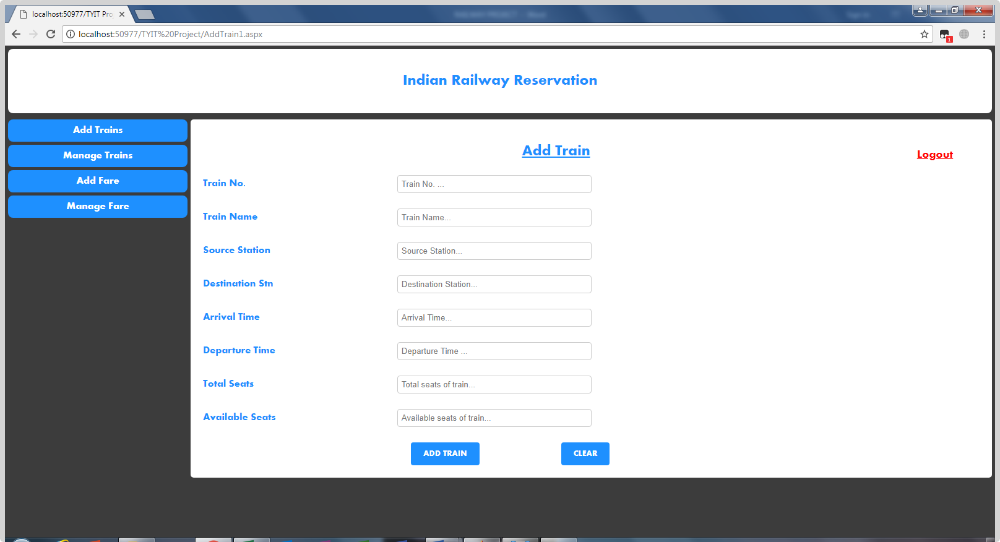 localhost:50977/TYIT Pro
localhost:50977/TYIT%20Project/AddTrain1.aspx
1
Indian Railway Reservation
Add Trains
Manage Trains
Add Fare
Manage Fare
Add Train
Logout
Train No.
Train No. ...
Train Name
Train Name...
Source Station
Source Station...
Destination Stn
Destination Station...
Arrival Time
Arrival Time...
Departure Time
Departure Time ...
Total Seats
Total seats of train...
Available Seats
Available seats of train...
ADD TRAIN
CLEAR